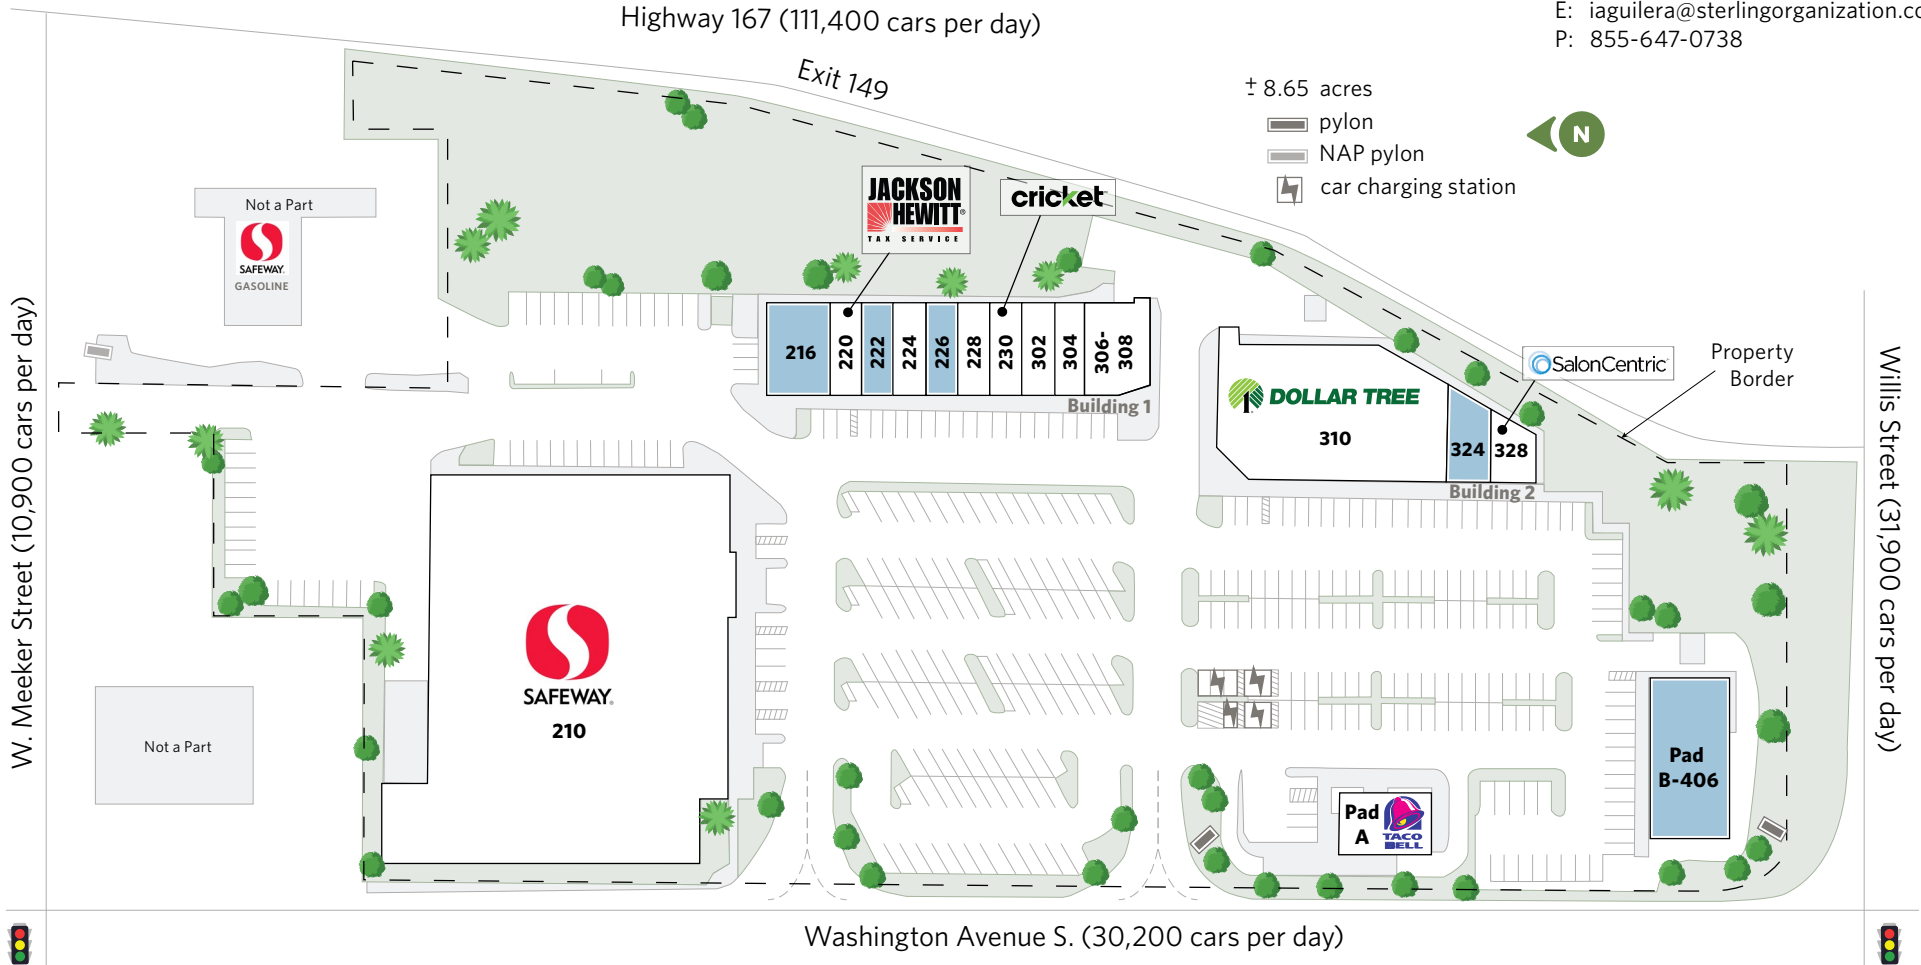 Highway 167 (111,400 cars per day)
E: iaguilera@sterlingorganization.co
P: 855-647-0738
Exit 149
± 8.65 acres
pylon
NAP pylon
car charging station
N
Not a Part
SAFEWAY.
GASOLINE
JACKSON
HEWITT®
TAX SERVICE
cricket
216
220
222
224
226
228
230
302
304
306-
308
Building 1
DOLLAR TREE
310
324
328
Building 2
SalonCentric
Property
Border
W. Meeker Street (10,900 cars per day)
Willis Street (31,900 cars per day)
SAFEWAY.
210
Not a Part
Pad
A
TACO
BELL
Pad
B-406
Washington Avenue S. (30,200 cars per day)